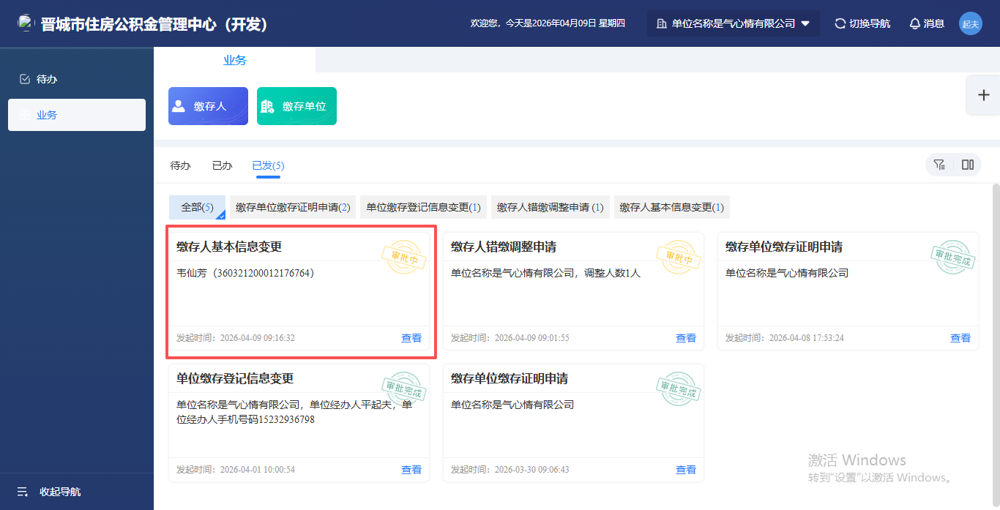 晋城市住房公积金管理中心（开发）
欢迎您，今天是2026年04月09日 星期四
单位名称是气心情有限公司
切换导航
消息
起夫
待办
业务
收起导航
业务
缴存人
缴存单位
待办
已办
已发(5)
全部(5)
缴存单位缴存证明申请(2)
单位缴存登记信息变更(1)
缴存人错缴调整申请 (1)
缴存人基本信息变更(1)
缴存人基本信息变更
审批中
韦仙芳（360321200012176764）
发起时间：2026-04-09 09:16:32
查看
缴存人错缴调整申请
审批中
单位名称是气心情有限公司，调整人数1人
发起时间：2026-04-09 09:01:55
查看
缴存单位缴存证明申请
审批完成
单位名称是气心情有限公司
发起时间：2026-04-08 17:53:24
查看
单位缴存登记信息变更
审批完成
单位名称是气心情有限公司，单位经办人平起夫，单
位经办人手机号码15232936798
发起时间：2026-04-01 10:00:54
查看
缴存单位缴存证明申请
审批完成
单位名称是气心情有限公司
发起时间：2026-03-30 09:06:43
查看
激活 Windows
转到"设置"以激活 Windows。